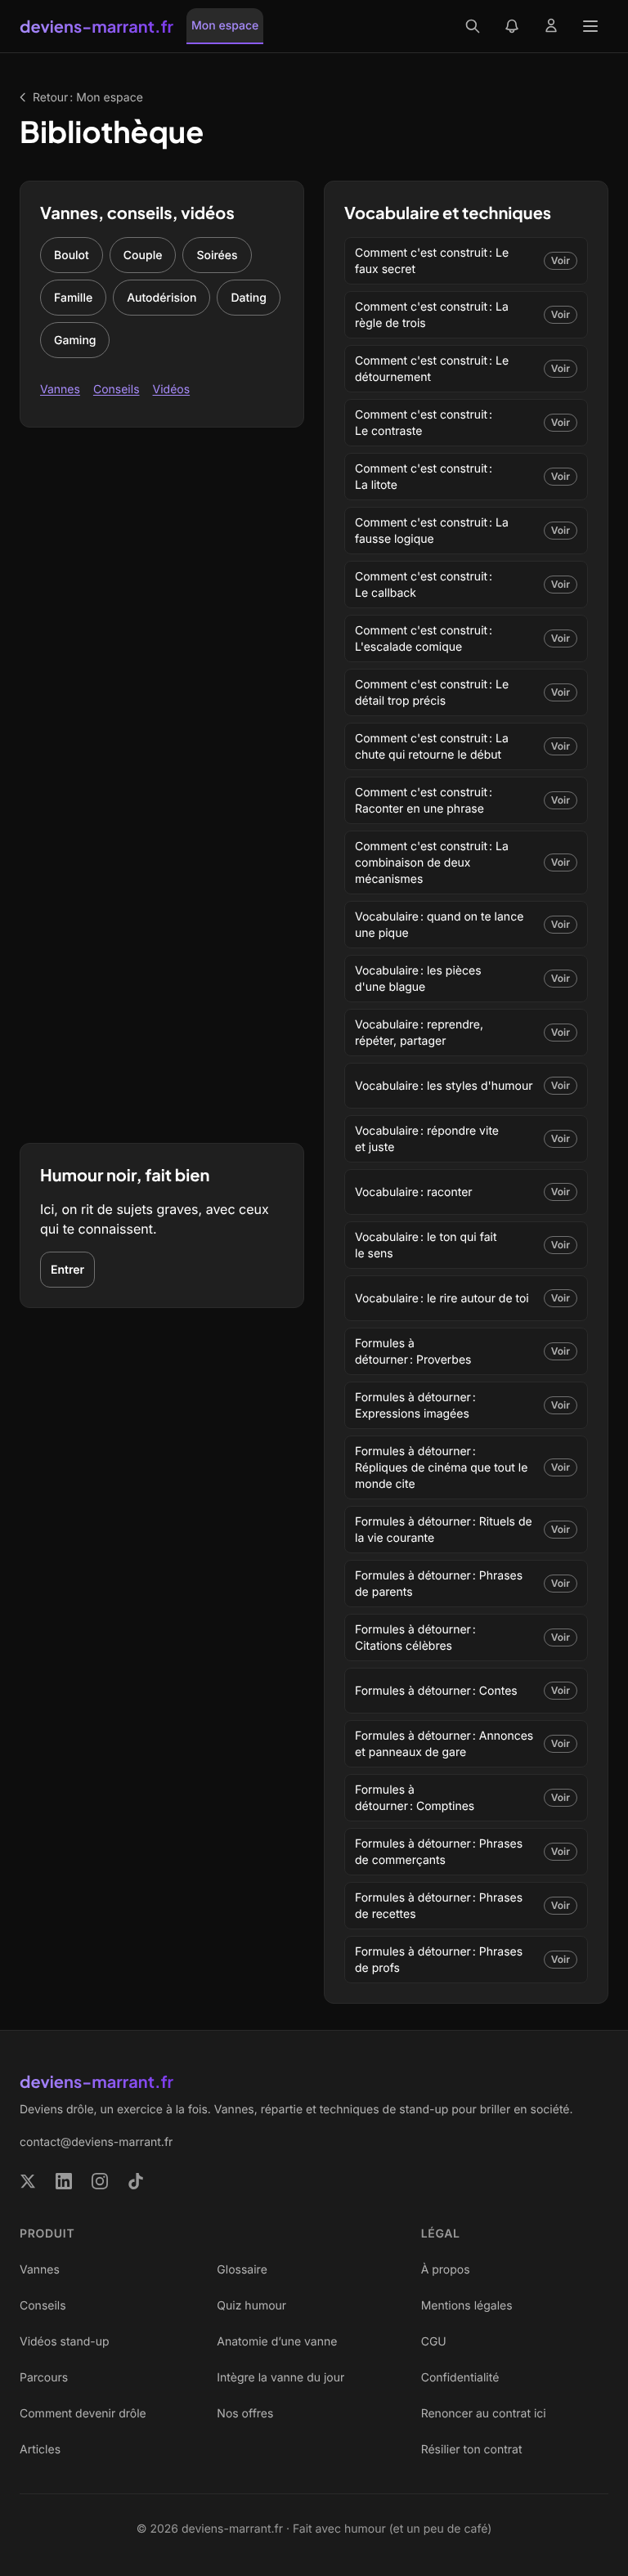 deviens-marrant.fr
Mon espace
Retour : Mon espace
Bibliothèque
Vannes, conseils, vidéos
Boulot
Couple
Soirées
Famille
Autodérision
Dating
Gaming
Vannes
Conseils
Vidéos
Humour noir, fait bien
Ici, on rit de sujets graves, avec ceux
qui te connaissent.
Entrer
Vocabulaire et techniques
Comment c'est construit : Le
faux secret
Voir
Comment c'est construit : La
règle de trois
Voir
Comment c'est construit : Le
détournement
Voir
Comment c'est construit :
Le contraste
Voir
Comment c'est construit :
La litote
Voir
Comment c'est construit : La
fausse logique
Voir
Comment c'est construit :
Le callback
Voir
Comment c'est construit :
L'escalade comique
Voir
Comment c'est construit : Le
détail trop précis
Voir
Comment c'est construit : La
chute qui retourne le début
Voir
Comment c'est construit :
Raconter en une phrase
Voir
Comment c'est construit : La
combinaison de deux
mécanismes
Voir
Vocabulaire : quand on te lance
une pique
Voir
Vocabulaire : les pièces
d'une blague
Voir
Vocabulaire : reprendre,
répéter, partager
Voir
Vocabulaire : les styles d'humour
Voir
Vocabulaire : répondre vite
et juste
Voir
Vocabulaire : raconter
Voir
Vocabulaire : le ton qui fait
le sens
Voir
Vocabulaire : le rire autour de toi
Voir
Formules à
détourner : Proverbes
Voir
Formules à détourner :
Expressions imagées
Voir
Formules à détourner :
Répliques de cinéma que tout le
monde cite
Voir
Formules à détourner : Rituels de
la vie courante
Voir
Formules à détourner : Phrases
de parents
Voir
Formules à détourner :
Citations célèbres
Voir
Formules à détourner : Contes
Voir
Formules à détourner : Annonces
et panneaux de gare
Voir
Formules à
détourner : Comptines
Voir
Formules à détourner : Phrases
de commerçants
Voir
Formules à détourner : Phrases
de recettes
Voir
Formules à détourner : Phrases
de profs
Voir
deviens-marrant.fr
Deviens drôle, un exercice à la fois. Vannes, répartie et techniques de stand-up pour briller en société.
contact@deviens-marrant.fr
PRODUIT
Vannes
Conseils
Vidéos stand-up
Parcours
Comment devenir drôle
Articles
Glossaire
Quiz humour
Anatomie d'une vanne
Intègre la vanne du jour
Nos offres
LÉGAL
À propos
Mentions légales
CGU
Confidentialité
Renoncer au contrat ici
Résilier ton contrat
© 2026 deviens-marrant.fr · Fait avec humour (et un peu de café)